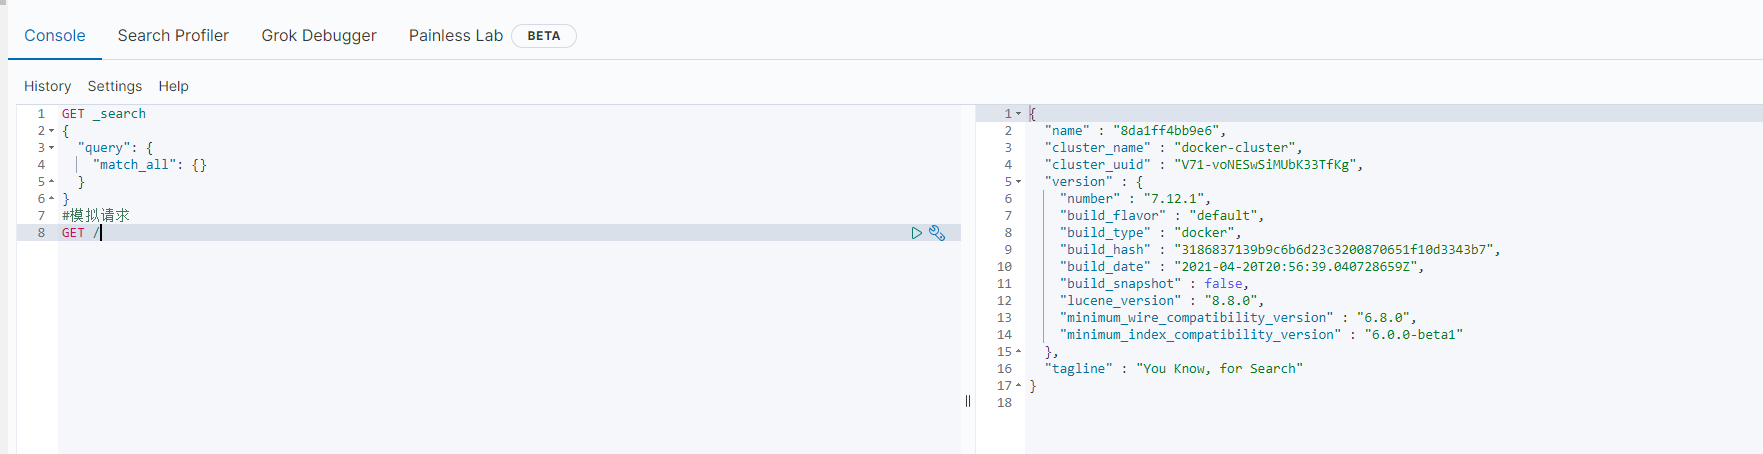 Console Search Profiler Grok Debugger Painless Lab BETA
History Settings Help
1 GET _search
2 {
3 "query": {
4 "match_all": {}
5 }
6 }
7 #模拟请求
8 GET /
1 {
2 "name" : "8da1ff4bb9e6",
3 "cluster_name" : "docker-cluster",
4 "cluster_uuid" : "V71-voNESwSiMUbK33TfKg",
5 "version" : {
6 "number" : "7.12.1",
7 "build_flavor" : "default",
8 "build_type" : "docker",
9 "build_hash" : "3186837139b9c6b6d23c3200870651f10d3343b7",
10 "build_date" : "2021-04-20T20:56:39.040728659Z",
11 "build_snapshot" : false,
12 "lucene_version" : "8.8.0",
13 "minimum_wire_compatibility_version" : "6.8.0",
14 "minimum_index_compatibility_version" : "6.0.0-beta1"
15 },
16 "tagline" : "You Know, for Search"
17 }
18